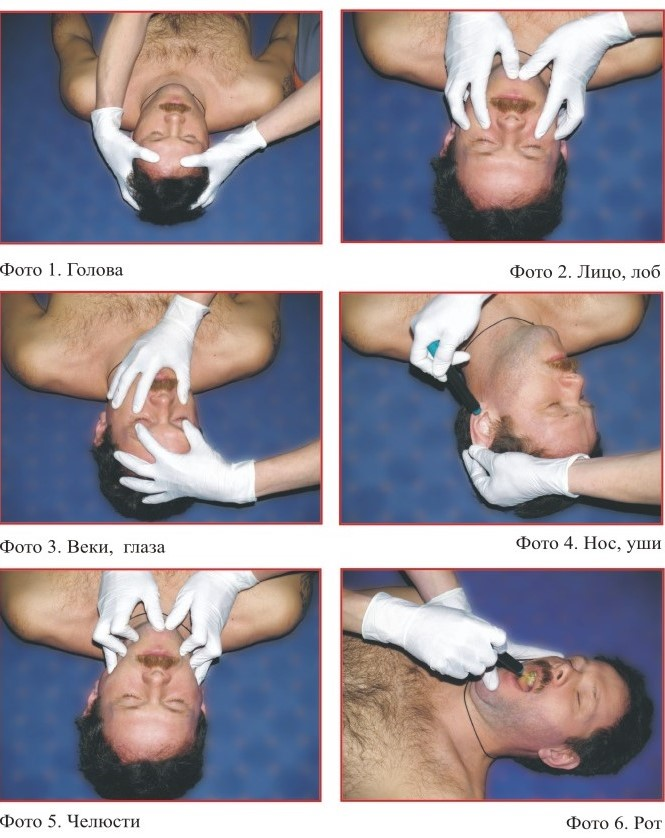 Фото 1. Голова
Фото 2. Лицо, лоб
Фото 3. Веки, глаза
Фото 4. Нос, уши
Фото 5. Челюсти
Фото 6. Рот